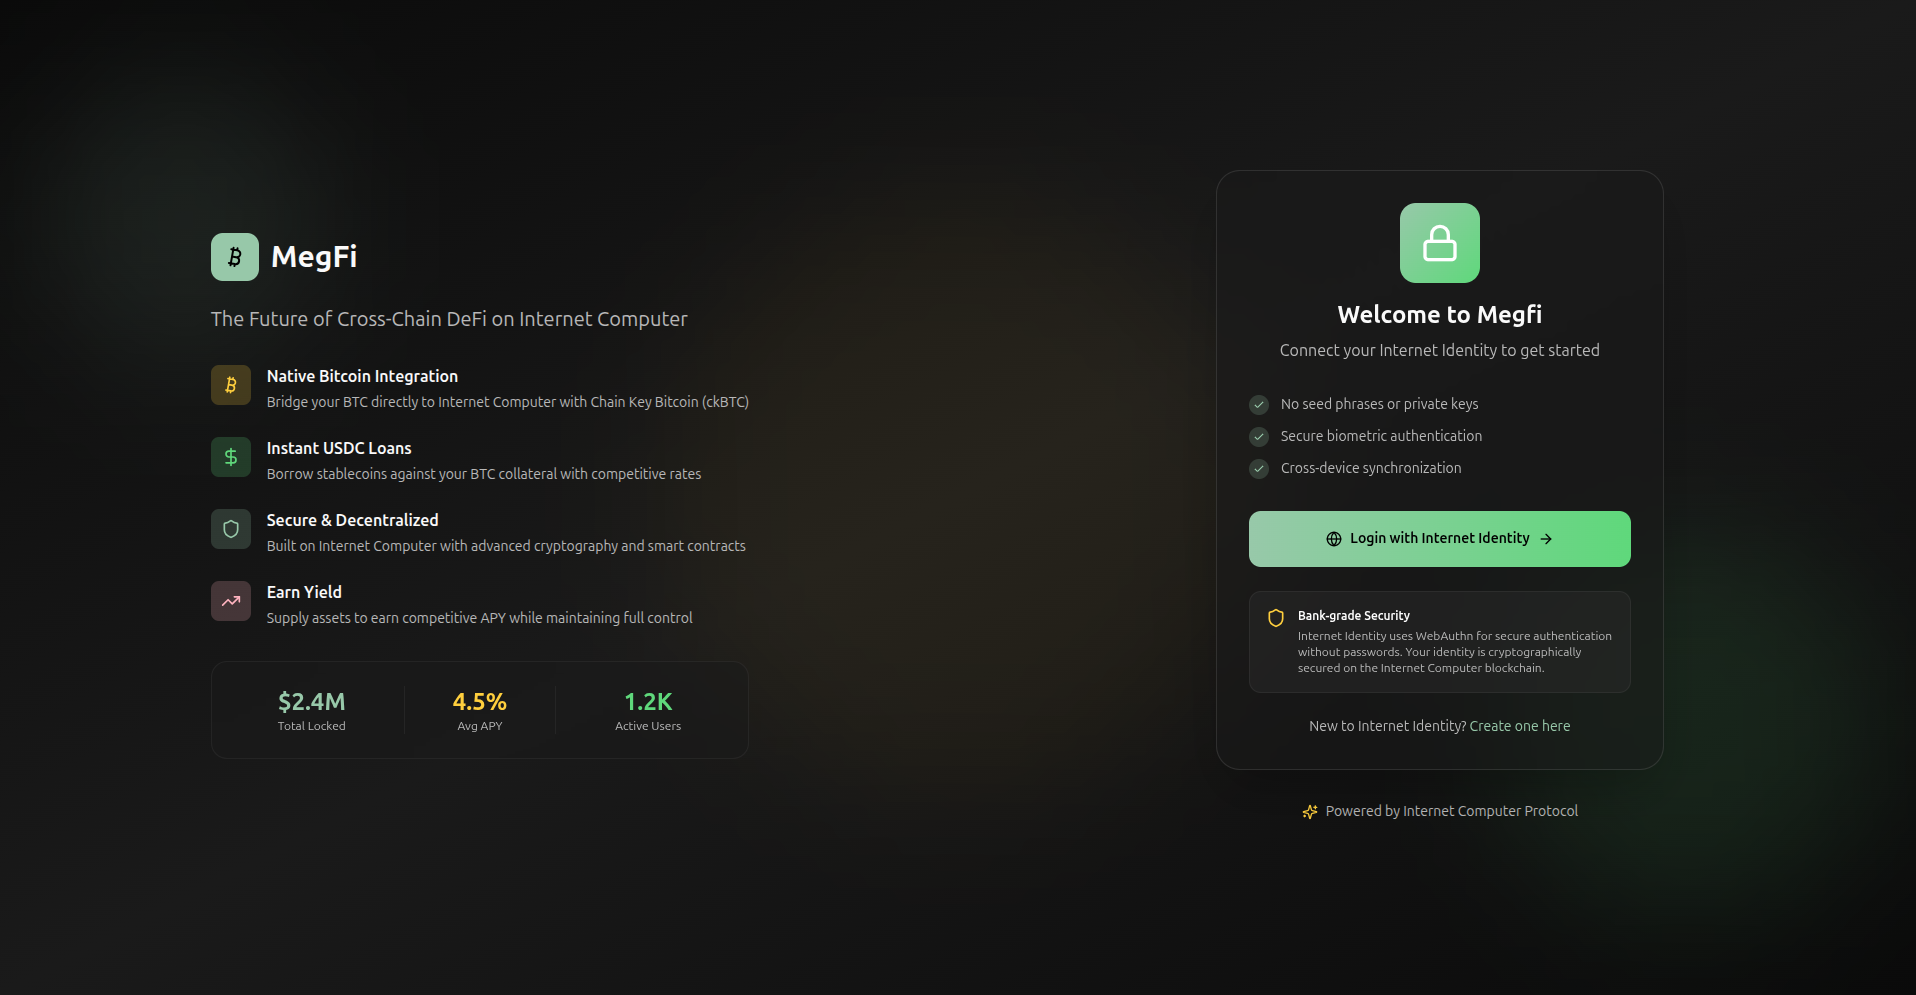 MegFi
The Future of Cross-Chain DeFi on Internet Computer
Native Bitcoin Integration
Bridge your BTC directly to Internet Computer with Chain Key Bitcoin (ckBTC)
Instant USDC Loans
Borrow stablecoins against your BTC collateral with competitive rates
Secure & Decentralized
Built on Internet Computer with advanced cryptography and smart contracts
Earn Yield
Supply assets to earn competitive APY while maintaining full control
$2.4M
Total Locked
4.5%
Avg APY
1.2K
Active Users
Welcome to Megfi
Connect your Internet Identity to get started
No seed phrases or private keys
Secure biometric authentication
Cross-device synchronization
Login with Internet Identity
Bank-grade Security
Internet Identity uses WebAuthn for secure authentication
without passwords. Your identity is cryptographically
secured on the Internet Computer blockchain.
New to Internet Identity? Create one here
Powered by Internet Computer Protocol